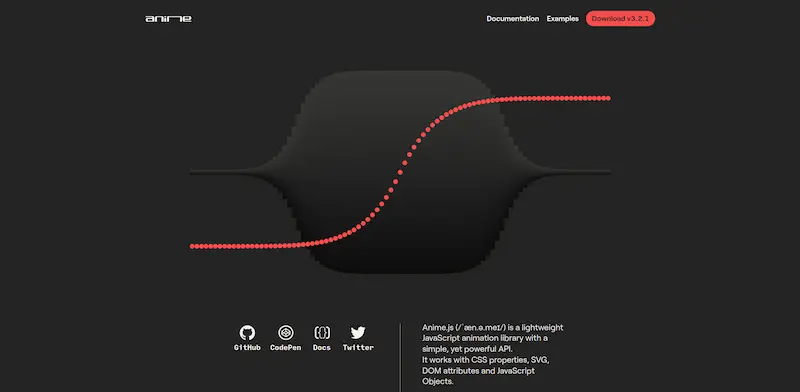 anime
Documentation Examples Download v3.2.1
GitHub CodePen Docs Twitter
Anime.js (/ˈæn.ə.meɪ/) is a lightweight
JavaScript animation library with a
simple, yet powerful API.
It works with CSS properties, SVG,
DOM attributes and JavaScript
Objects.